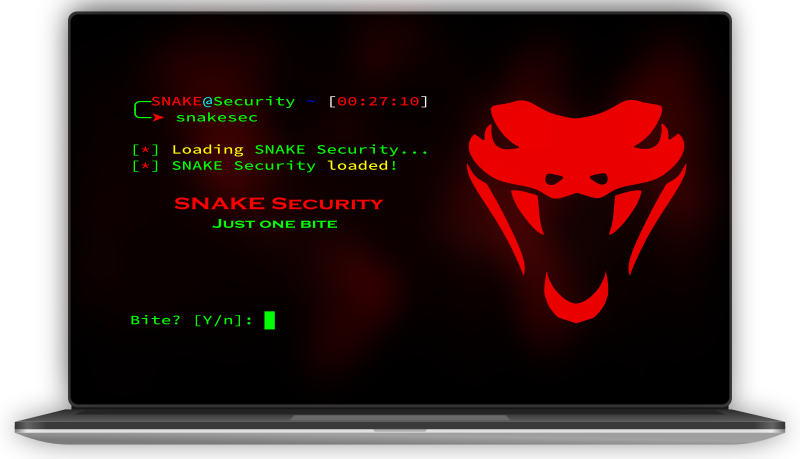 SNAKE@Security ~ [00:27:10]
snakesec
[*] Loading SNAKE Security...
[*] SNAKE Security loaded!
SNAKE Security
Just one bite
Bite? [Y/n]: